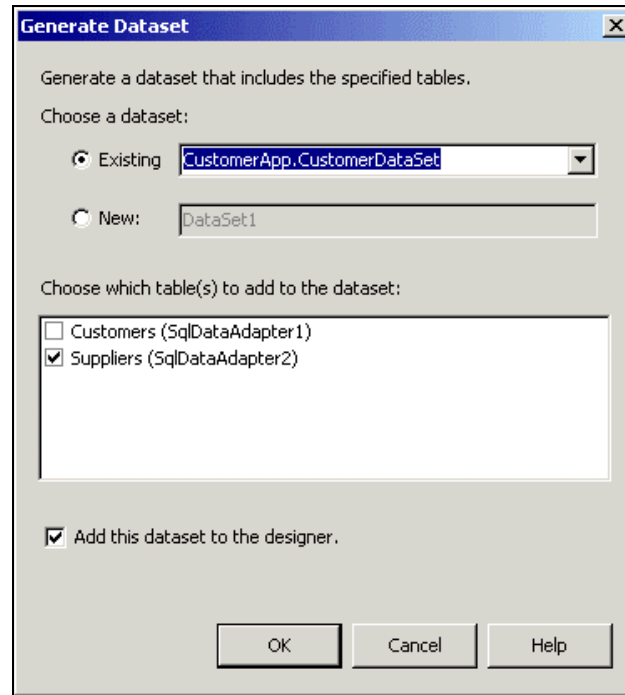 Generate Dataset
Generate a dataset that includes the specified tables.
Choose a dataset:
Existing CustomerApp.CustomerDataSet
New: DataSet1
Choose which table(s) to add to the dataset:
Customers (SqlDataAdapter1)
Suppliers (SqlDataAdapter2)
Add this dataset to the designer.
OK Cancel Help